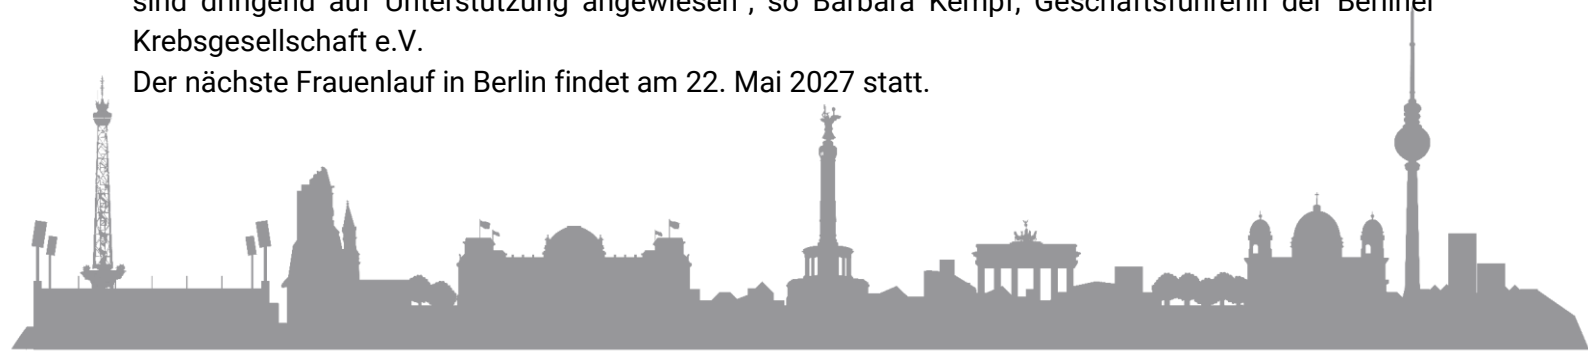 sind dringend auf Unterstützung angewiesen“, so Barbara Kempf, Geschäftsführerin der Berliner
Krebsgesellschaft e.V.
Der nächste Frauenlauf in Berlin findet am 22. Mai 2027 statt.